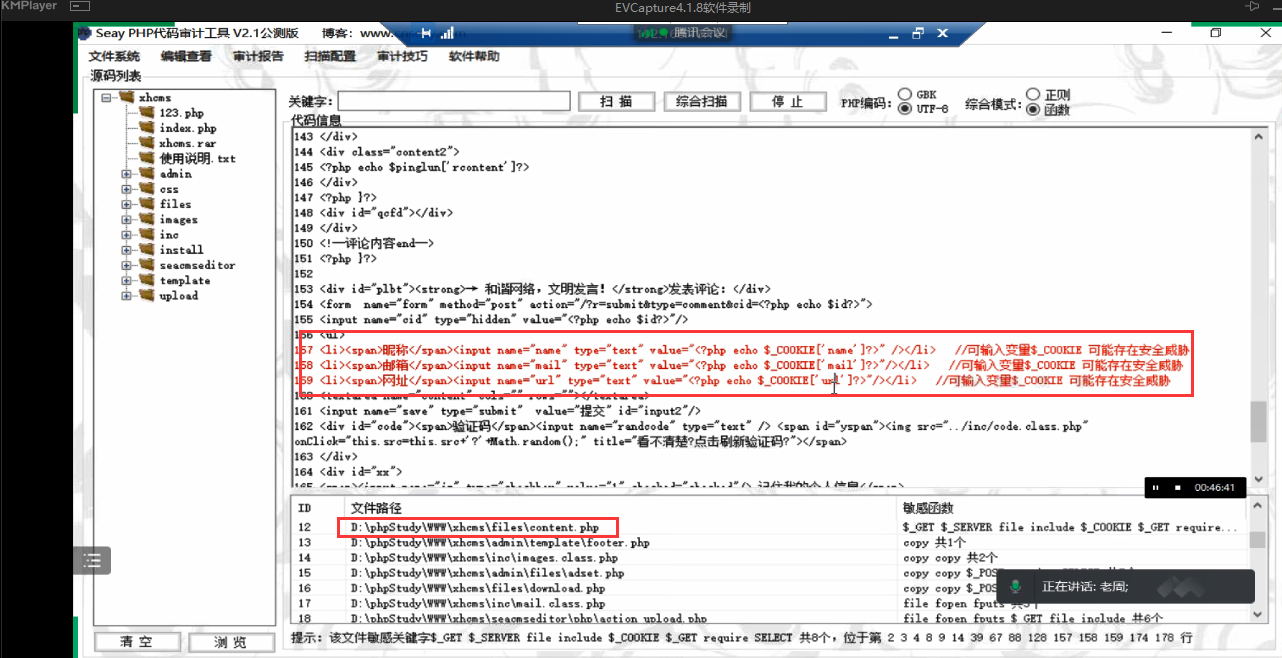 KMPlayer
EVCapture4.1.8软件录制
Seay PHP代码审计工具 V2.1公测版 博客: www.
腾讯会议
文件系统 编辑查看 审计报告 扫描配置 审计技巧 软件帮助
源码列表
xhcms
123.php
index.php
xhcms.rar
使用说明.txt
admin
css
files
images
inc
install
seacmseditor
template
upload
清 空
浏 览
关键字:
扫 描
综合扫描
停 止
PHP编码:
GBK
UTF-8
综合模式:
正则
函数
代码信息
143 </div>
144 <div class="content2">
145 <?php echo $pinglun['rcontent']?>
146 </div>
147 <?php }?>
148 <div id="qcfd"></div>
149 </div>
150 <!--评论内容end-->
151 <?php }?>
152
153 <div id="plbt"><strong>→ 和谐网络，文明发言！</strong>发表评论：</div>
154 <form  name="form" method="post" action="/?r=submit&type=comment&cid=<?php echo $id?>">
155 <input name="cid" type="hidden" value="<?php echo $id?>"/>
156 <ul>
157 <li><span>昵称</span><input name="name" type="text" value="<?php echo $_COOKIE['name']?>" /></li>   //可输入变量$_COOKIE 可能存在安全威胁
158 <li><span>邮箱</span><input name="mail" type="text" value="<?php echo $_COOKIE['mail']?>"/></li>   //可输入变量$_COOKIE 可能存在安全威胁
159 <li><span>网址</span><input name="url" type="text" value="<?php echo $_COOKIE['url']?>"/></li>   //可输入变量$_COOKIE 可能存在安全威胁
160 <textarea name="content" cols="" rows=""></textarea>
161 <input name="save" type="submit"  value="提交" id="input2"/>
162 <div id="code"><span>验证码</span><input name="randcode" type="text" /> <span id="yspan"><img src="../inc/code.class.php"
onClick="this.src=this.src+'?'+Math.random();" title="看不清楚?点击刷新验证码?"></span>
163 </div>
164 <div id="xx">
165 <span><input name="jz" type="checkbox" value="1" checked="checked"/> 记住我的个人信息</span>
00:46:41
ID 文件路径 敏感函数
12 D:\phpStudy\WWW\xhcms\files\content.php $_GET $_SERVER file include $_COOKIE $_GET require...
13 D:\phpStudy\WWW\xhcms\admin\template\footer.php copy 共1个
14 D:\phpStudy\WWW\xhcms\inc\images.class.php copy copy 共2个
15 D:\phpStudy\WWW\xhcms\admin\files\adset.php copy copy $_POS
16 D:\phpStudy\WWW\xhcms\files\download.php copy copy $_POS
17 D:\phpStudy\WWW\xhcms\inc\mail.class.php file fopen fputs 共3个
18 D:\phpStudy\WWW\xhcms\seacmseditor\php\action_upload.php file $_GET file include 共6个
正在讲话: 老周;
提示: 该文件敏感关键字$_GET $_SERVER file include $_COOKIE $_GET require SELECT 共8个，位于第 2 3 4 8 9 14 39 67 88 128 157 158 159 174 178 行